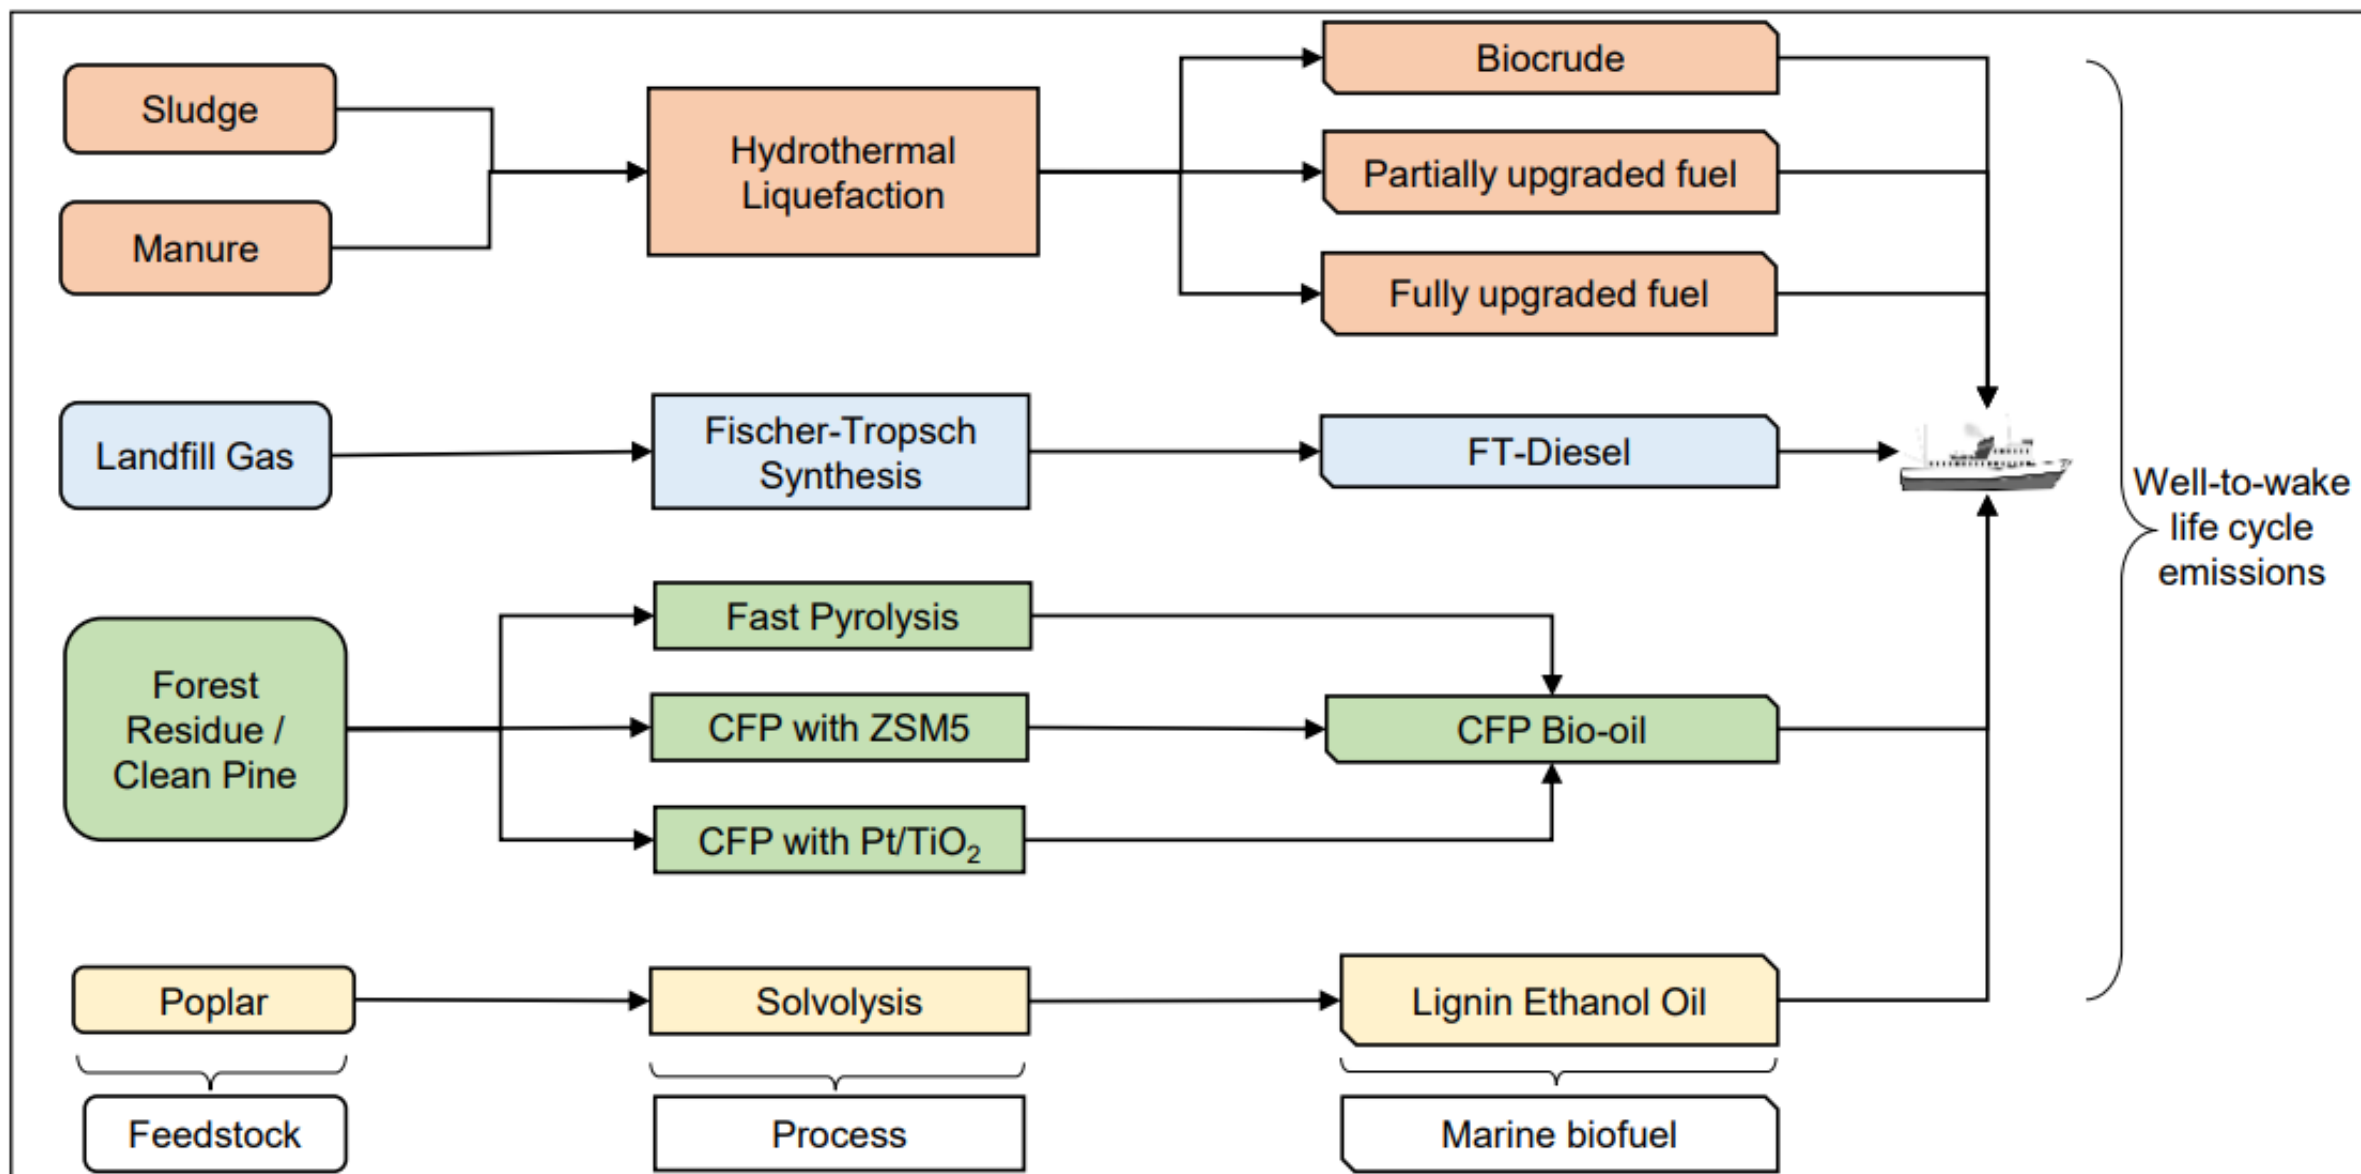 Sludge
Manure
Hydrothermal
Liquefaction
Biocrude
Partially upgraded fuel
Fully upgraded fuel
Landfill Gas
Fischer-Tropsch
Synthesis
FT-Diesel
Well-to-wake
life cycle
emissions
Forest
Residue /
Clean Pine
Fast Pyrolysis
CFP with ZSM5
CFP with Pt/TiO₂
CFP Bio-oil
Poplar
Solvolysis
Lignin Ethanol Oil
Feedstock
Process
Marine biofuel